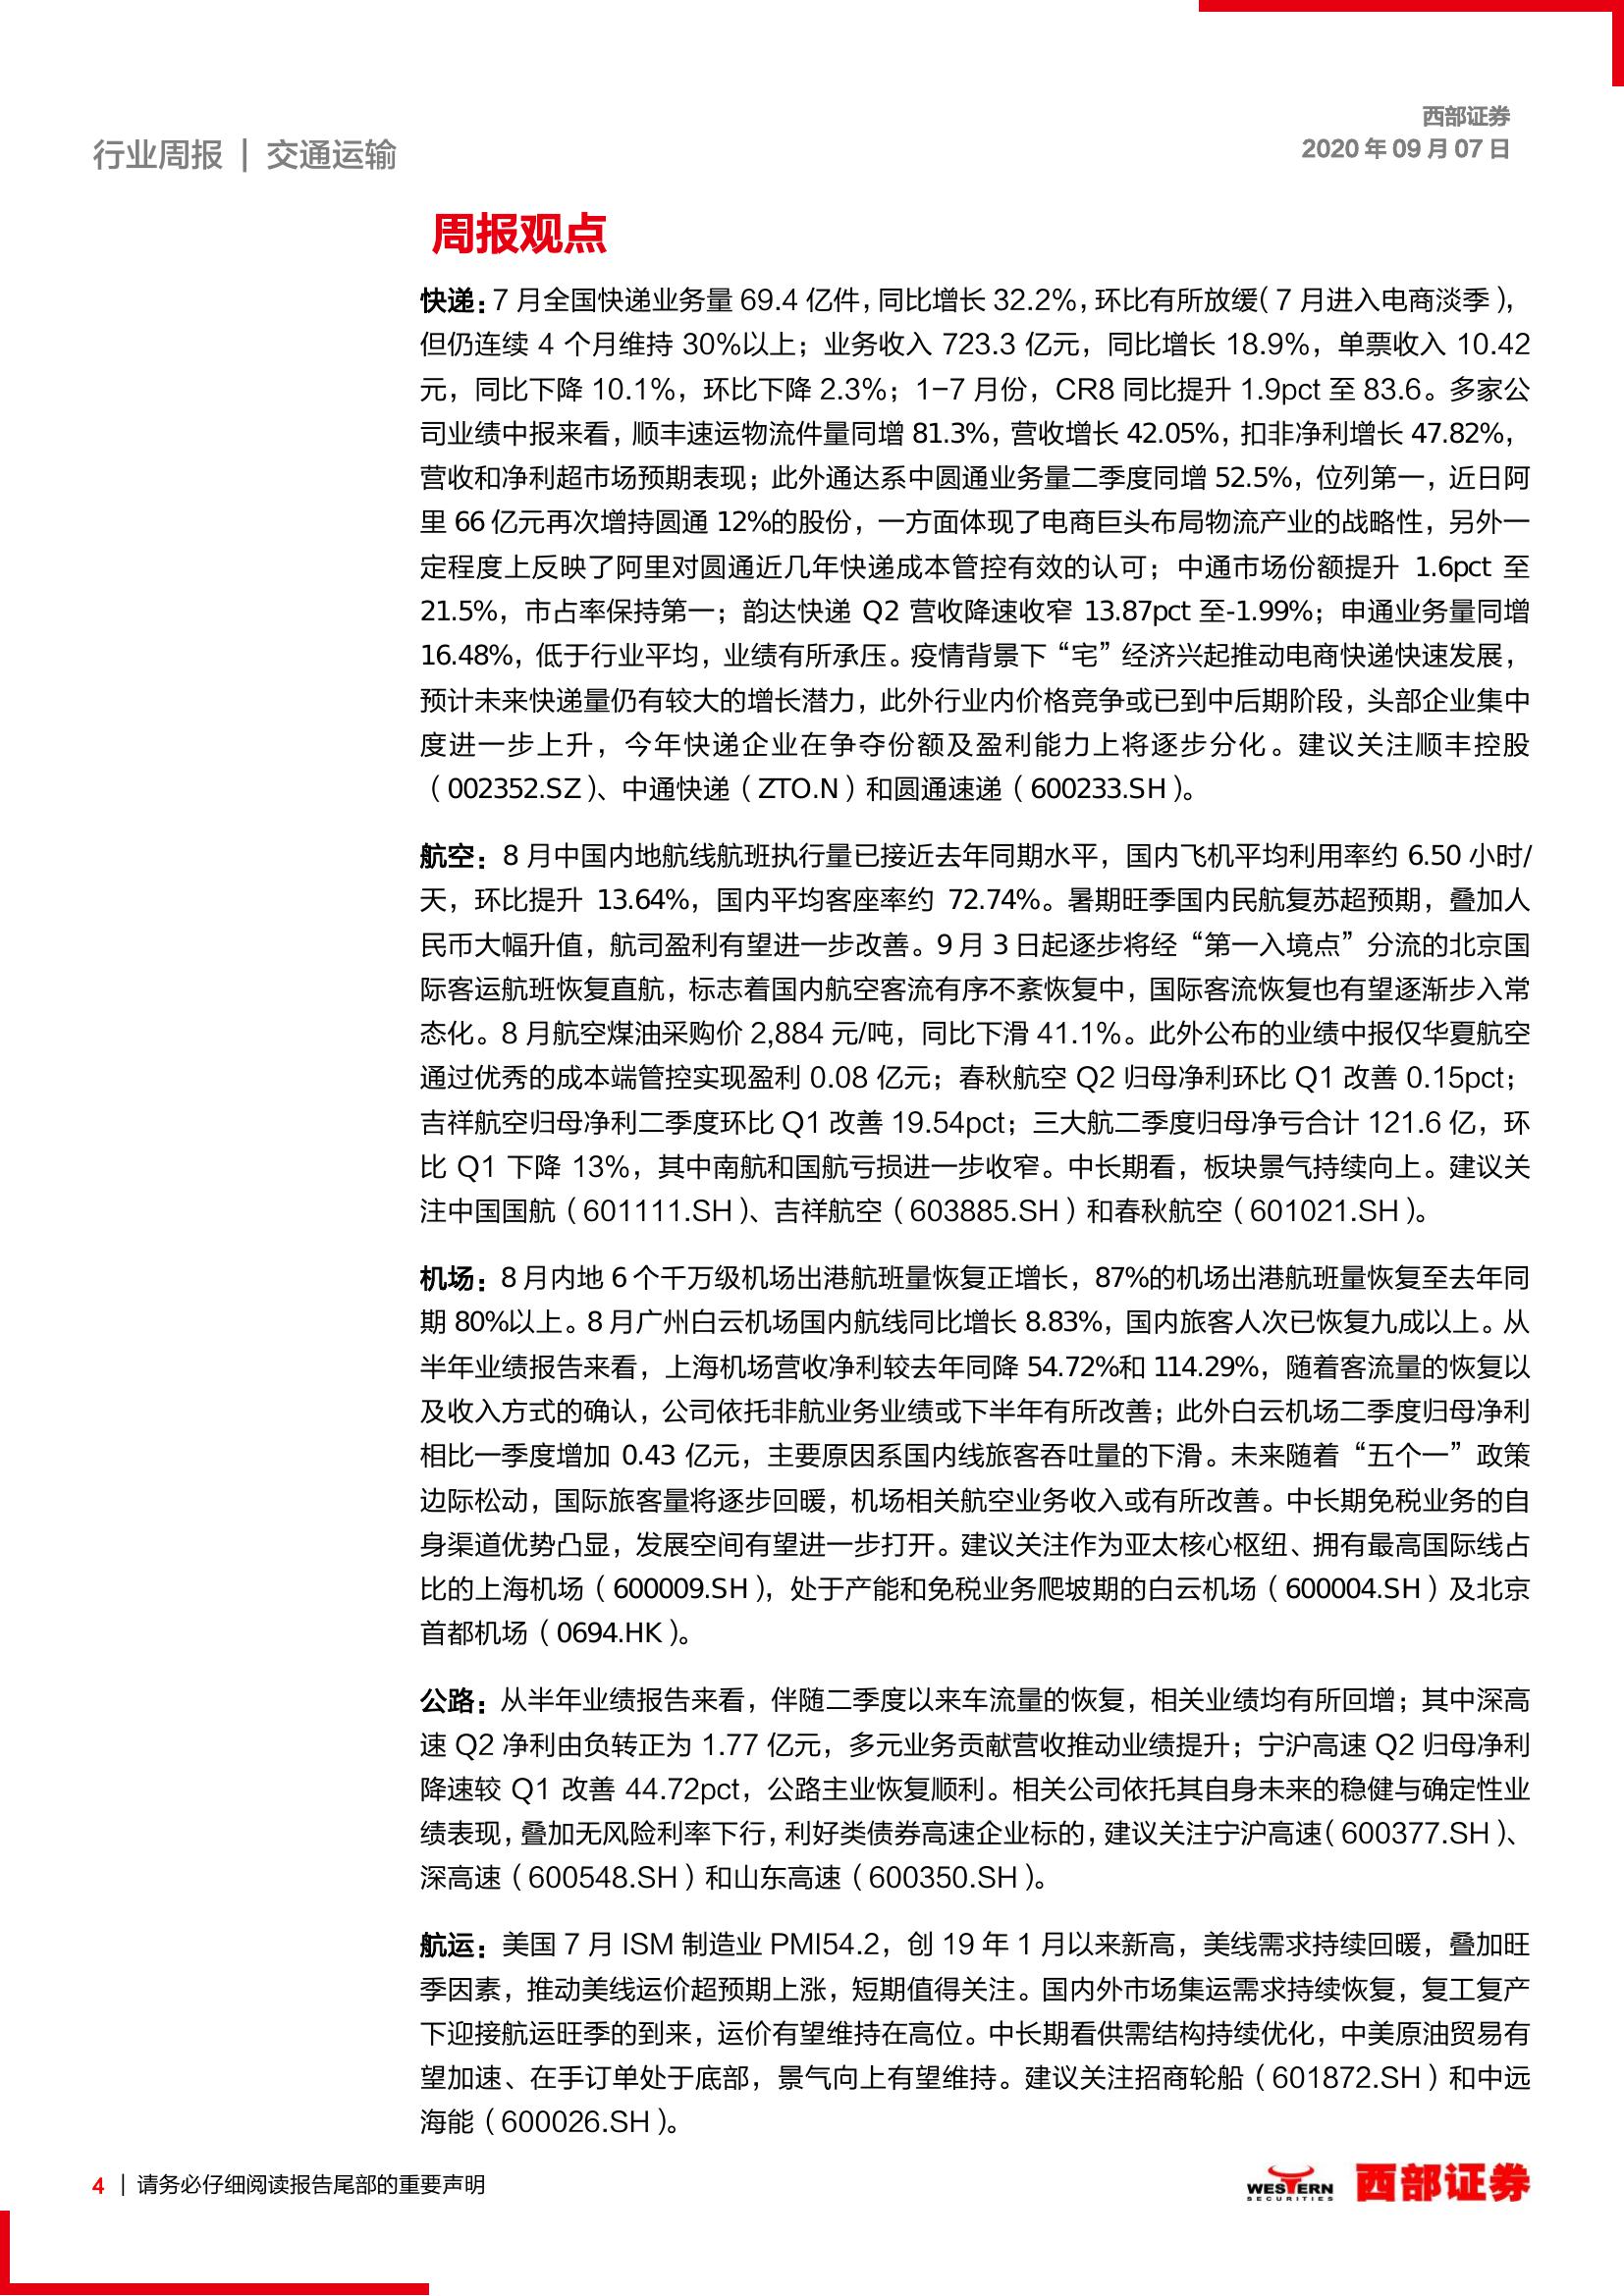 西部证券
行业周报 | 交通运输
2020 年 09 月 07 日
周报观点
快递：7 月全国快递业务量 69.4 亿件，同比增长 32.2%，环比有所放缓（7 月进入电商淡季），
但仍连续 4 个月维持 30%以上；业务收入 723.3 亿元，同比增长 18.9%，单票收入 10.42
元，同比下降 10.1%，环比下降 2.3%；1-7 月份，CR8 同比提升 1.9pct 至 83.6。多家公
司业绩中报来看，顺丰速运物流件量同增 81.3%，营收增长 42.05%，扣非净利增长 47.82%，
营收和净利超市场预期表现；此外通达系中圆通业务量二季度同增 52.5%，位列第一，近日阿
里 66 亿元再次增持圆通 12%的股份，一方面体现了电商巨头布局物流产业的战略性，另外一
定程度上反映了阿里对圆通近几年快递成本管控有效的认可；中通市场份额提升 1.6pct 至
21.5%，市占率保持第一；韵达快递 Q2 营收降速收窄 13.87pct 至-1.99%；申通业务量同增
16.48%，低于行业平均，业绩有所承压。疫情背景下“宅”经济兴起推动电商快递快速发展，
预计未来快递量仍有较大的增长潜力，此外行业内价格竞争或已到中后期阶段，头部企业集中
度进一步上升，今年快递企业在争夺份额及盈利能力上将逐步分化。建议关注顺丰控股
（002352.SZ）、中通快递（ZTO.N）和圆通速递（600233.SH）。
航空：8 月中国内地航线航班执行量已接近去年同期水平，国内飞机平均利用率约 6.50 小时/
天，环比提升 13.64%，国内平均客座率约 72.74%。暑期旺季国内民航复苏超预期，叠加人
民币大幅升值，航司盈利有望进一步改善。9 月 3 日起逐步将经“第一入境点”分流的北京国
际客运航班恢复直航，标志着国内航空客流有序不紊恢复中，国际客流恢复也有望逐渐步入常
态化。8 月航空煤油采购价 2,884 元/吨，同比下滑 41.1%。此外公布的业绩中报仅华夏航空
通过优秀的成本端管控实现盈利 0.08 亿元；春秋航空 Q2 归母净利环比 Q1 改善 0.15pct；
吉祥航空归母净利二季度环比 Q1 改善 19.54pct；三大航二季度归母净亏合计 121.6 亿，环
比 Q1 下降 13%，其中南航和国航亏损进一步收窄。中长期看，板块景气持续向上。建议关
注中国国航（601111.SH）、吉祥航空（603885.SH）和春秋航空（601021.SH）。
机场：8 月内地 6 个千万级机场出港航班量恢复正增长，87%的机场出港航班量恢复至去年同
期 80%以上。8 月广州白云机场国内航线同比增长 8.83%，国内旅客人次已恢复九成以上。从
半年业绩报告来看，上海机场营收净利较去年同降 54.72%和 114.29%，随着客流量的恢复以
及收入方式的确认，公司依托非航业务业绩或下半年有所改善；此外白云机场二季度归母净利
相比一季度增加 0.43 亿元，主要原因系国内线旅客吞吐量的下滑。未来随着“五个一”政策
边际松动，国际旅客量将逐步回暖，机场相关航空业务收入或有所改善。中长期免税业务的自
身渠道优势凸显，发展空间有望进一步打开。建议关注作为亚太核心枢纽、拥有最高国际线占
比的上海机场（600009.SH），处于产能和免税业务爬坡期的白云机场（600004.SH）及北京
首都机场（0694.HK）。
公路：从半年业绩报告来看，伴随二季度以来车流量的恢复，相关业绩均有所回增；其中深高
速 Q2 净利由负转正为 1.77 亿元，多元业务贡献营收推动业绩提升；宁沪高速 Q2 归母净利
降速较 Q1 改善 44.72pct，公路主业恢复顺利。相关公司依托其自身未来的稳健与确定性业
绩表现，叠加无风险利率下行，利好类债券高速企业标的，建议关注宁沪高速（600377.SH）、
深高速（600548.SH）和山东高速（600350.SH）。
航运：美国 7 月 ISM 制造业 PMI54.2，创 19 年 1 月以来新高，美线需求持续回暖，叠加旺
季因素，推动美线运价超预期上涨，短期值得关注。国内外市场集运需求持续恢复，复工复产
下迎接航运旺季的到来，运价有望维持在高位。中长期看供需结构持续优化，中美原油贸易有
望加速、在手订单处于底部，景气向上有望维持。建议关注招商轮船（601872.SH）和中远
海能（600026.SH）。
4 | 请务必仔细阅读报告尾部的重要声明
WESTERN
SECURITIES
西部证券